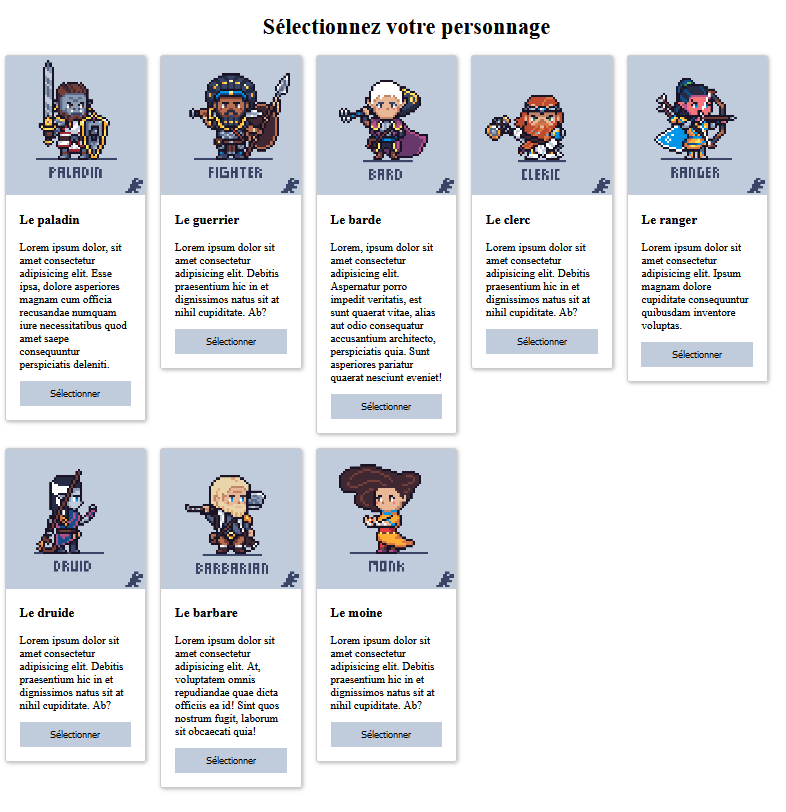 Sélectionnez votre personnage
PALADIN
Le paladin
Lorem ipsum dolor, sit
amet consectetur
adipisicing elit. Esse
ipsa, dolore asperiores
magnam cum officia
recusandae numquam
iure necessitatibus quod
amet saepe
consequuntur
perspiciatis deleniti.
Sélectionner
FIGHTER
Le guerrier
Lorem ipsum dolor sit
amet consectetur
adipisicing elit. Debitis
praesentium hic in et
dignissimos natus sit at
nihil cupiditate. Ab?
Sélectionner
BARD
Le barde
Lorem, ipsum dolor sit
amet consectetur
adipisicing elit.
Aspernatur porro
impedit veritatis, est
sunt quaerat vitae, alias
aut odio consequatur
accusantium architecto,
perspiciatis quia. Sunt
asperiores pariatur
quaerat nesciunt eveniet!
Sélectionner
CLERIC
Le clerc
Lorem ipsum dolor sit
amet consectetur
adipisicing elit. Debitis
praesentium hic in et
dignissimos natus sit at
nihil cupiditate. Ab?
Sélectionner
RANGER
Le ranger
Lorem ipsum dolor sit
amet consectetur
adipisicing elit. Ipsum
magnam dolore
cupiditate consequuntur
quibusdam inventore
voluptas.
Sélectionner
DRUID
Le druide
Lorem ipsum dolor sit
amet consectetur
adipisicing elit. Debitis
praesentium hic in et
dignissimos natus sit at
nihil cupiditate. Ab?
Sélectionner
BARBARIAN
Le barbare
Lorem ipsum dolor sit
amet consectetur
adipisicing elit. At,
voluptatem omnis
repudiandae quae dicta
officiis ea id! Sint quos
nostrum fugit, laborum
sit obcaecati quia!
Sélectionner
MONK
Le moine
Lorem ipsum dolor sit
amet consectetur
adipisicing elit. Debitis
praesentium hic in et
dignissimos natus sit at
nihil cupiditate. Ab?
Sélectionner